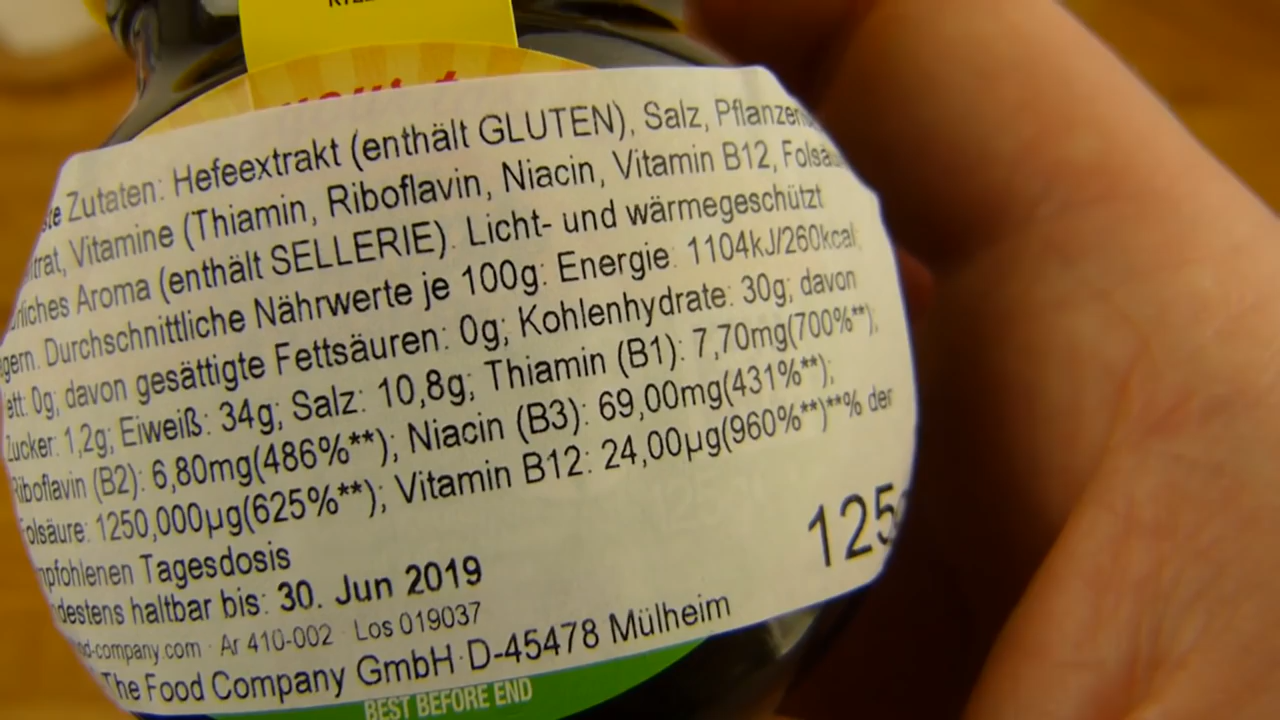 Zutaten: Hefeextrakt (enthält GLUTEN), Salz,
Vitamine (Thiamin, Riboflavin, Niacin, Vitamin B12,
Aroma (enthält SELLERIE). Licht- und wärmegeschützt
Durchschnittliche Nährwerte je 100g: Energie: 1104kJ/260kcal
0g; davon gesättigte Fettsäuren: 0g; Kohlenhydrate: 30g; davon
Zucker: 1,2g; Eiweiß: 34g; Salz: 10,8g; Thiamin (B1): 7,70mg(700%**);
Riboflavin (B2): 6,80mg(486%**); Niacin (B3): 69,00mg(431%**);
Folsäure: 1250,000µg(625%**); Vitamin B12: 24,00µg(960%**)**% der
Tagesdosis
haltbar bis: 30. Jun 2019
125g
Ar 410-002 · Los 019037
The Food Company GmbH·D-45478 Mülheim
BEST BEFORE END